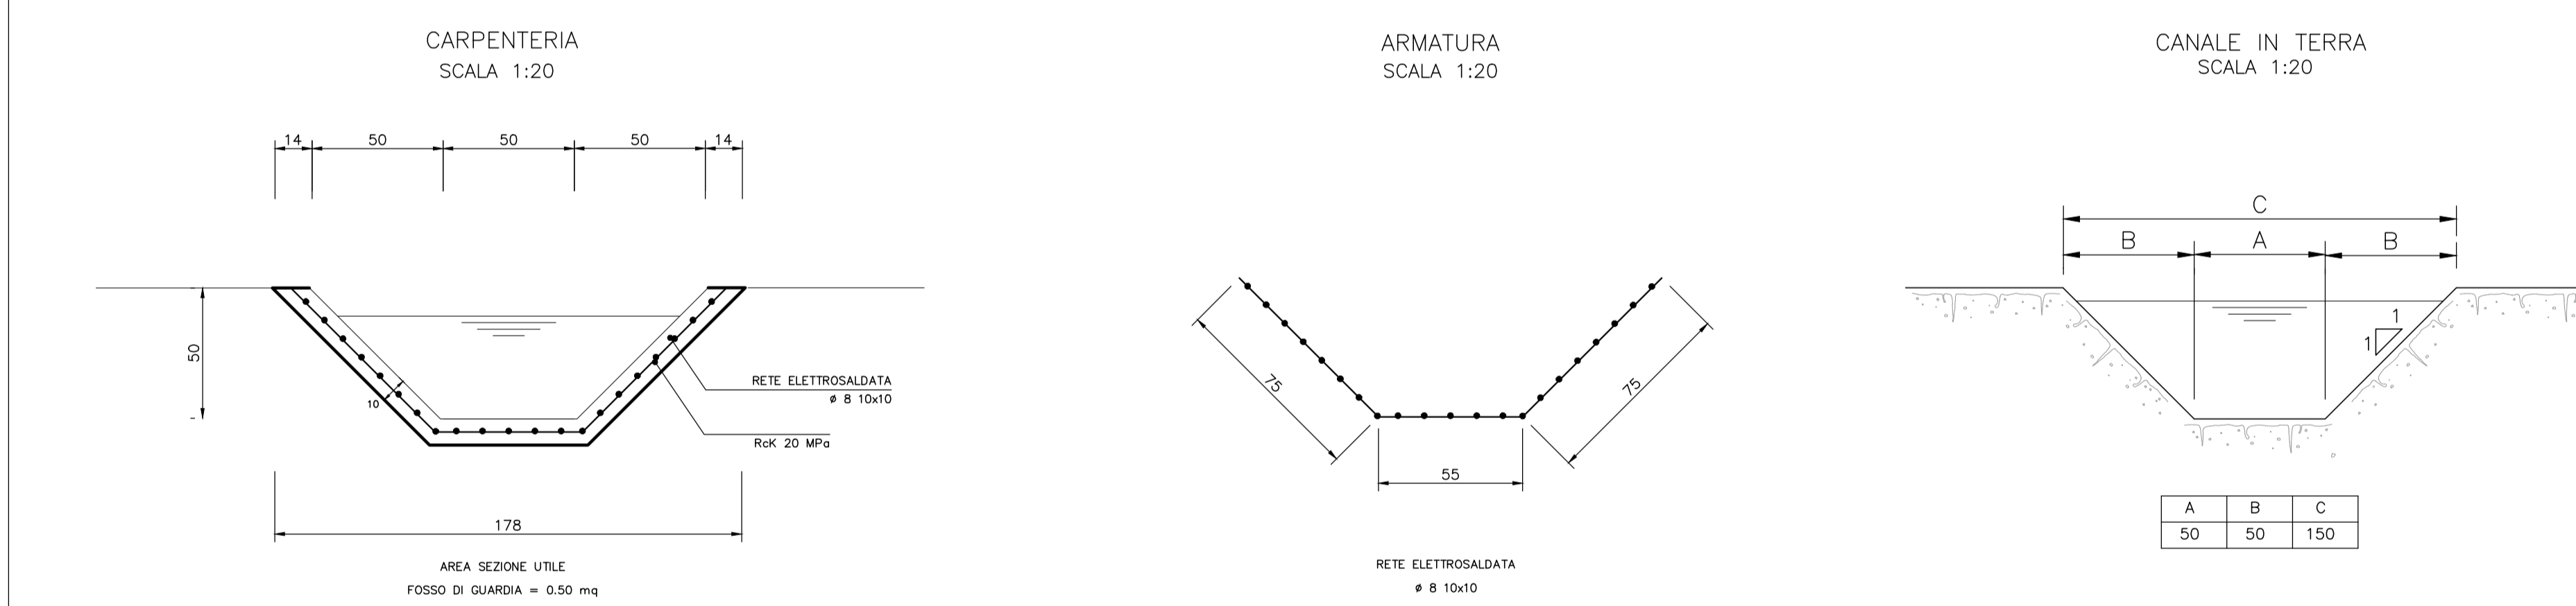 CARPENTERIA
SCALA 1:20
14 50 50 50 14
50
10
RETE ELETTROSALDATA
ø 8 10x10
RcK 20 MPa
178
AREA SEZIONE UTILE
FOSSO DI GUARDIA = 0.50 mq
ARMATURA
SCALA 1:20
75
75
55
RETE ELETTROSALDATA
ø 8 10x10
CANALE IN TERRA
SCALA 1:20
C
B A B
1
1
A B C
50 50 150